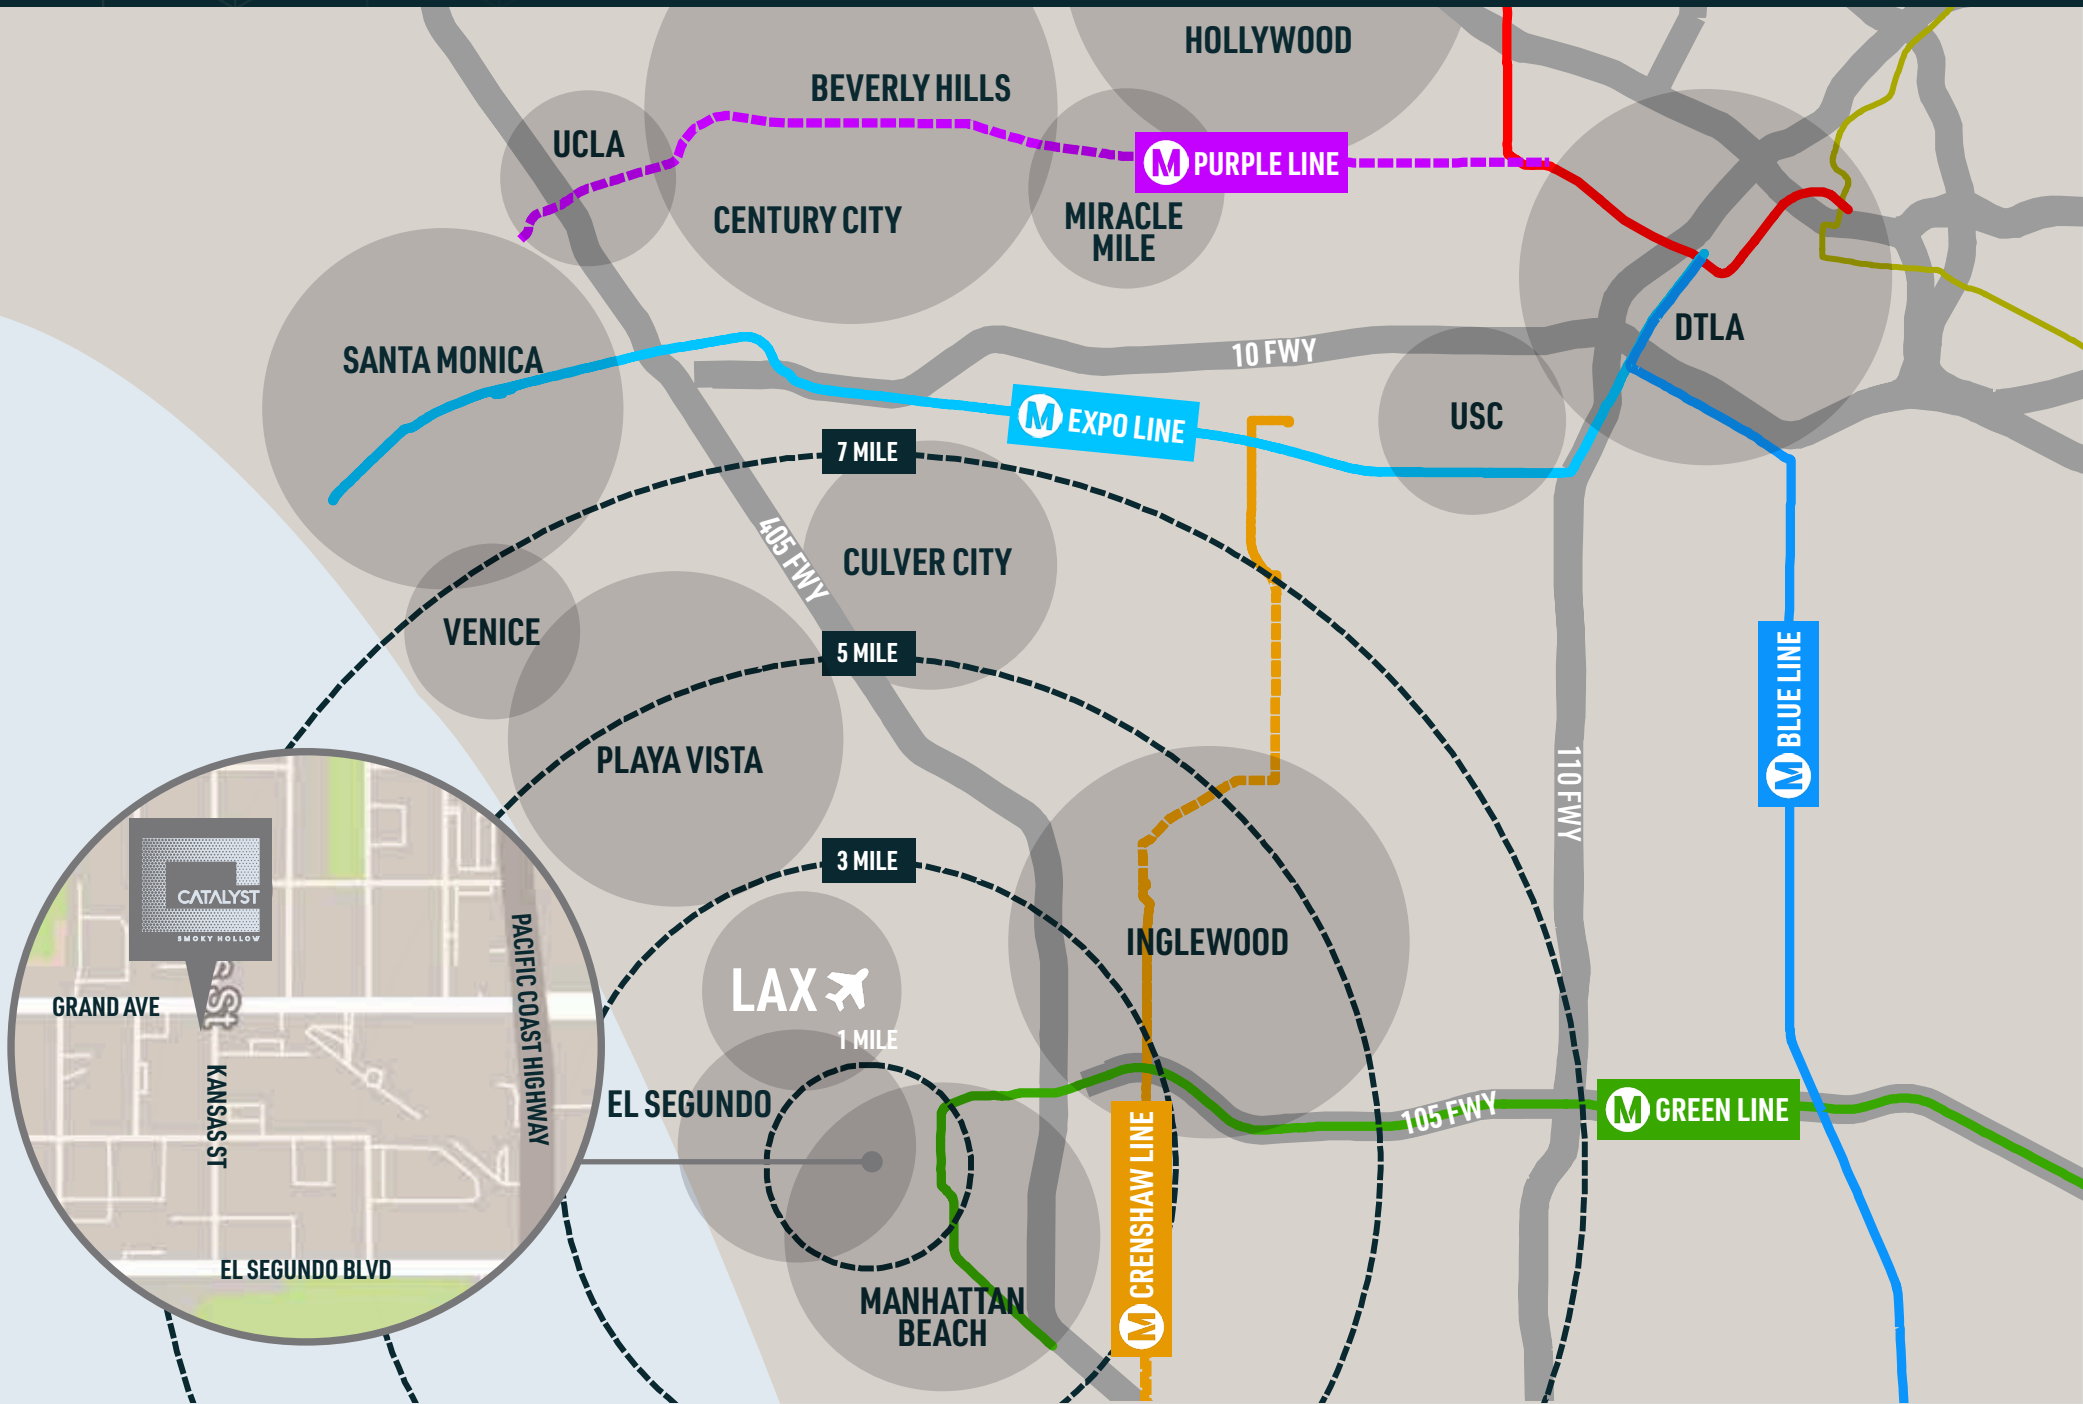 HOLLYWOOD
BEVERLY HILLS
UCLA
M PURPLE LINE
CENTURY CITY
MIRACLE
MILE
SANTA MONICA
DTLA
10 FWY
M EXPO LINE
USC
7 MILE
405 FWY
CULVER CITY
VENICE
5 MILE
PLAYA VISTA
M BLUE LINE
110 FWY
3 MILE
CATALYST
SMOKY HOLLOW
INGLEWOOD
LAX
1 MILE
PACIFIC COAST HIGHWAY
GRAND AVE
s St
KANSAS ST
EL SEGUNDO
105 FWY
M GREEN LINE
M CRENSHAW LINE
EL SEGUNDO BLVD
MANHATTAN
BEACH